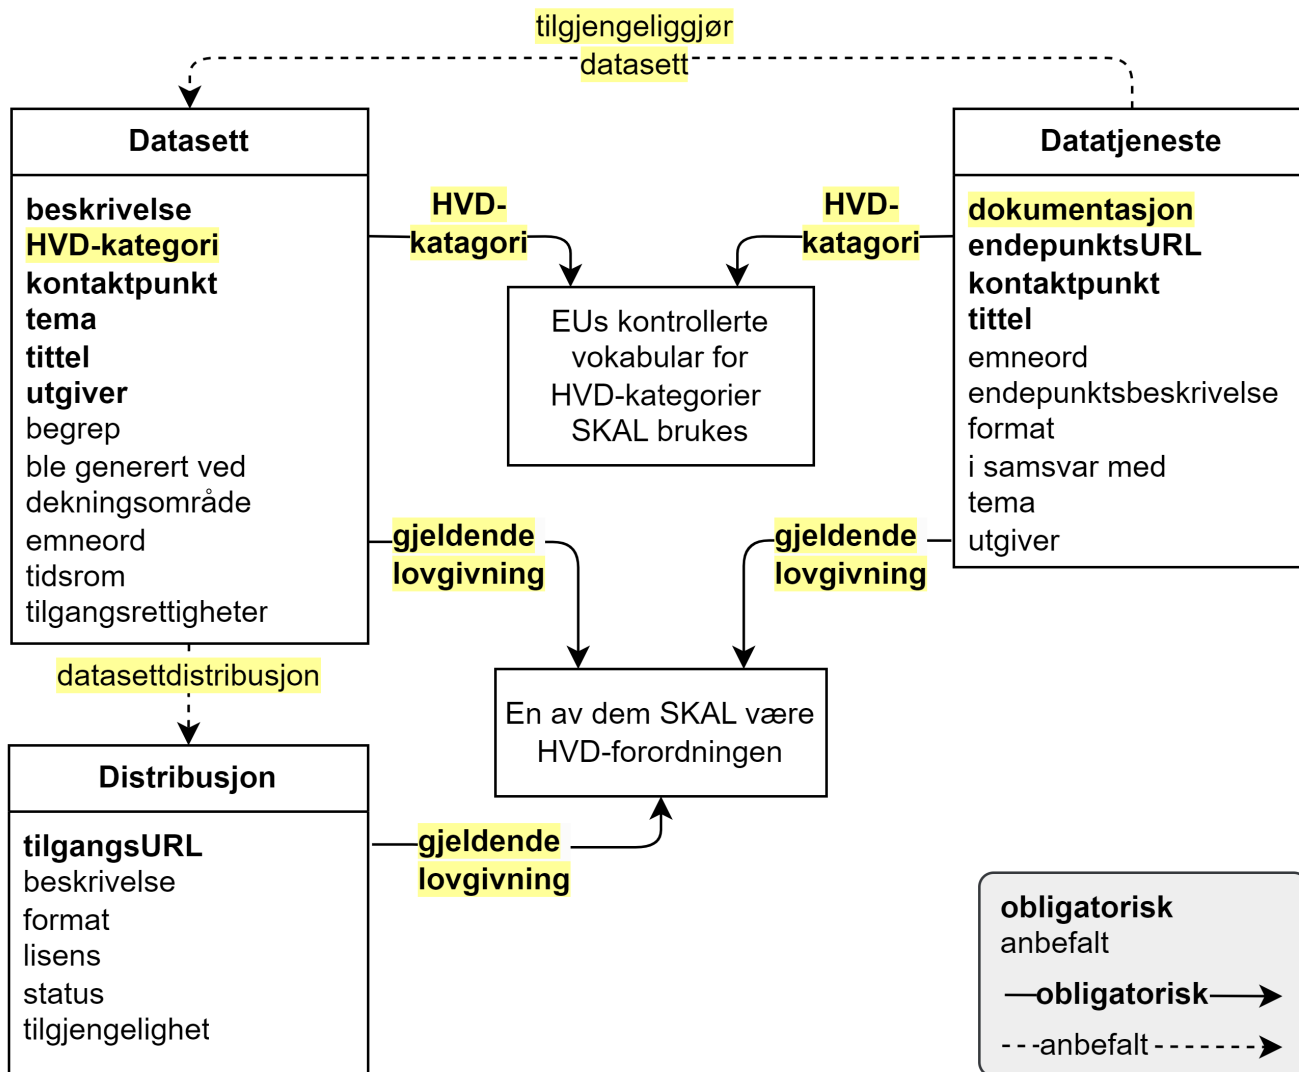 tilgjengeliggjør
datasett
Datasett
beskrivelse
HVD-kategori
kontaktpunkt
tema
tittel
utgiver
begrep
ble generert ved
dekningsområde
emneord
tidsrom
tilgangsrettigheter
HVD-
katagori
HVD-
katagori
Datatjeneste
dokumentasjon
endepunktsURL
kontaktpunkt
tittel
emneord
endepunktsbeskrivelse
format
i samsvar med
tema
utgiver
EUs kontrollerte
vokabular for
HVD-kategorier
SKAL brukes
gjeldende
lovgivning
gjeldende
lovgivning
datasettdistribusjon
En av dem SKAL være
HVD-forordningen
Distribusjon
tilgangsURL
beskrivelse
format
lisens
status
tilgjengelighet
gjeldende
lovgivning
obligatorisk
anbefalt
obligatorisk
anbefalt